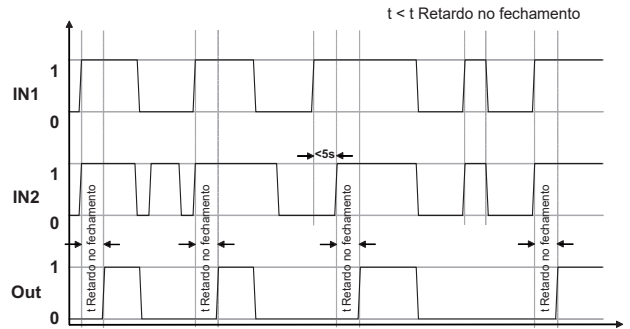 t < t Retardo no fechamento
1
IN1
0
<5s
1
IN2
0
t Retardo no fechamento
t Retardo no fechamento
t Retardo no fechamento
t Retardo no fechamento
1
Out
0